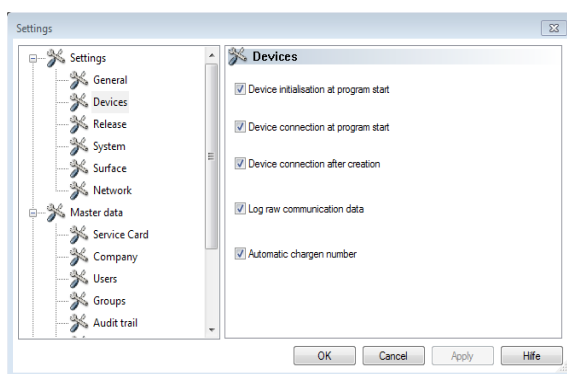 Settings
Settings
General
Devices
Release
System
Surface
Network
Master data
Service Card
Company
Users
Groups
Audit trail
Devices
Device initialisation at program start
Device connection at program start
Device connection after creation
Log raw communication data
Automatic chargen number
OK
Cancel
Apply
Hilfe